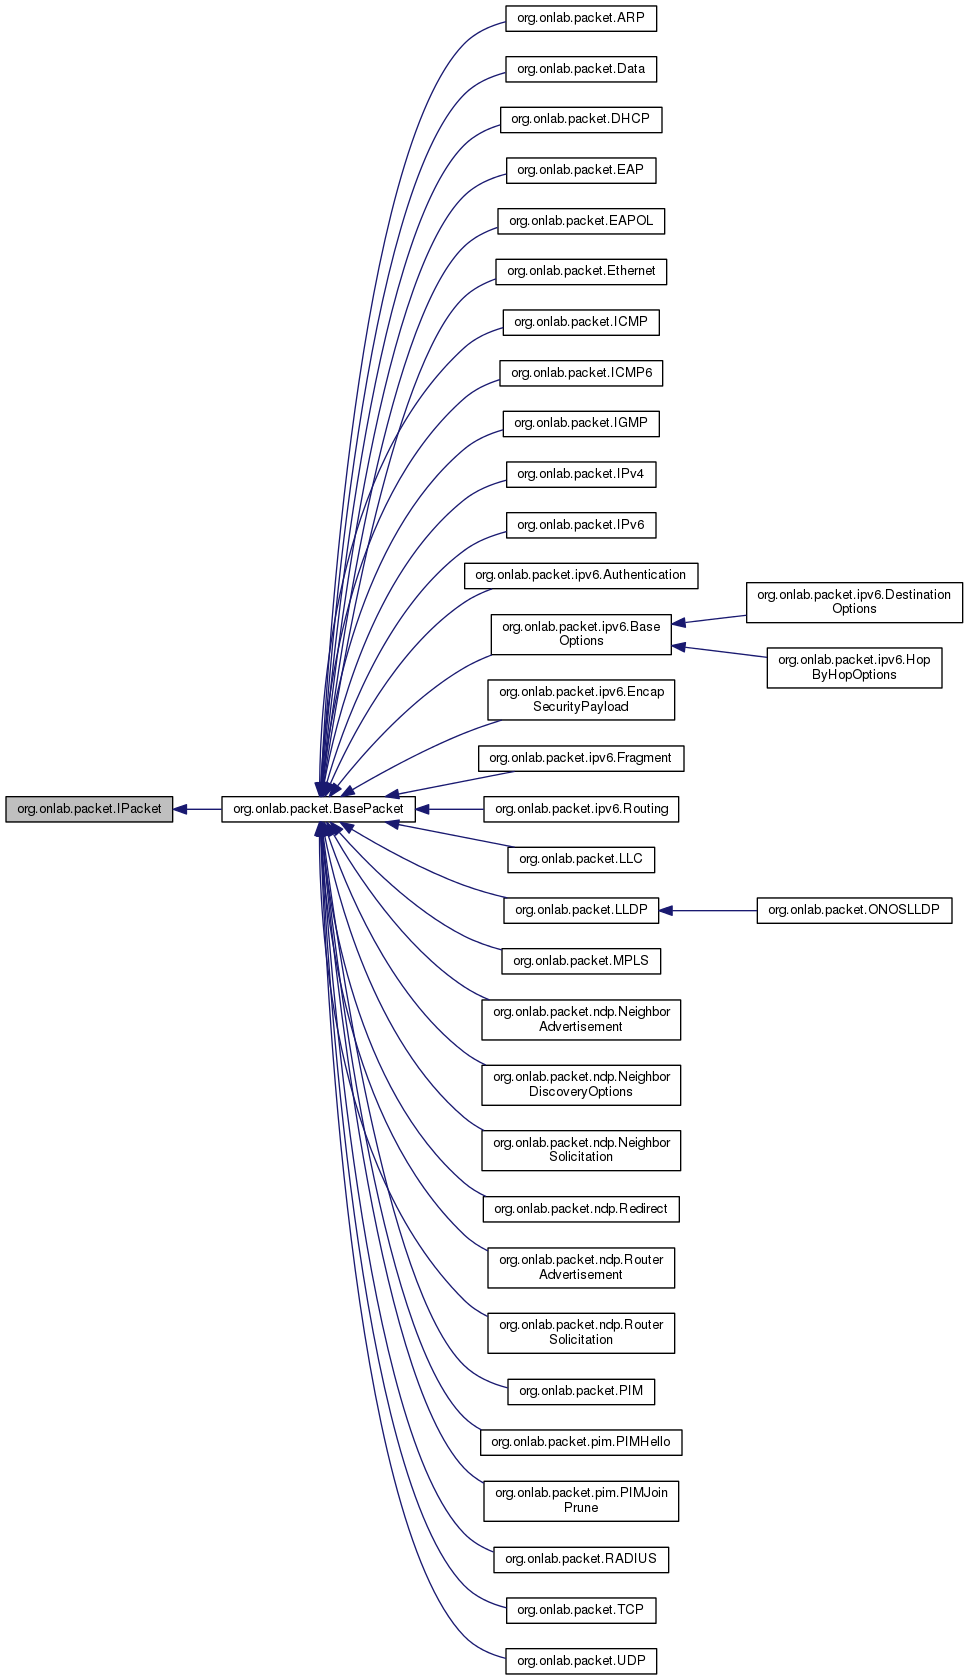 org.onlab.packet.ARP
org.onlab.packet.Data
org.onlab.packet.DHCP
org.onlab.packet.EAP
org.onlab.packet.EAPOL
org.onlab.packet.Ethernet
org.onlab.packet.ICMP
org.onlab.packet.ICMP6
org.onlab.packet.IGMP
org.onlab.packet.IPv4
org.onlab.packet.IPv6
org.onlab.packet.ipv6.Authentication
org.onlab.packet.ipv6.Base
Options
org.onlab.packet.ipv6.Destination
Options
org.onlab.packet.ipv6.Hop
ByHopOptions
org.onlab.packet.ipv6.Encap
SecurityPayload
org.onlab.packet.ipv6.Fragment
org.onlab.packet.IPacket
org.onlab.packet.BasePacket
org.onlab.packet.ipv6.Routing
org.onlab.packet.LLC
org.onlab.packet.LLDP
org.onlab.packet.ONOSLLDP
org.onlab.packet.MPLS
org.onlab.packet.ndp.Neighbor
Advertisement
org.onlab.packet.ndp.Neighbor
DiscoveryOptions
org.onlab.packet.ndp.Neighbor
Solicitation
org.onlab.packet.ndp.Redirect
org.onlab.packet.ndp.Router
Advertisement
org.onlab.packet.ndp.Router
Solicitation
org.onlab.packet.PIM
org.onlab.packet.pim.PIMHello
org.onlab.packet.pim.PIMJoin
Prune
org.onlab.packet.RADIUS
org.onlab.packet.TCP
org.onlab.packet.UDP